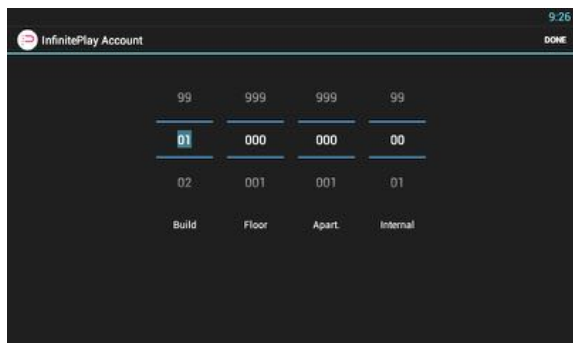 9:26
InfinitePlay Account DONE
99 999 999 99
01 000 000 00
02 001 001 01
Build Floor Apart. Internal